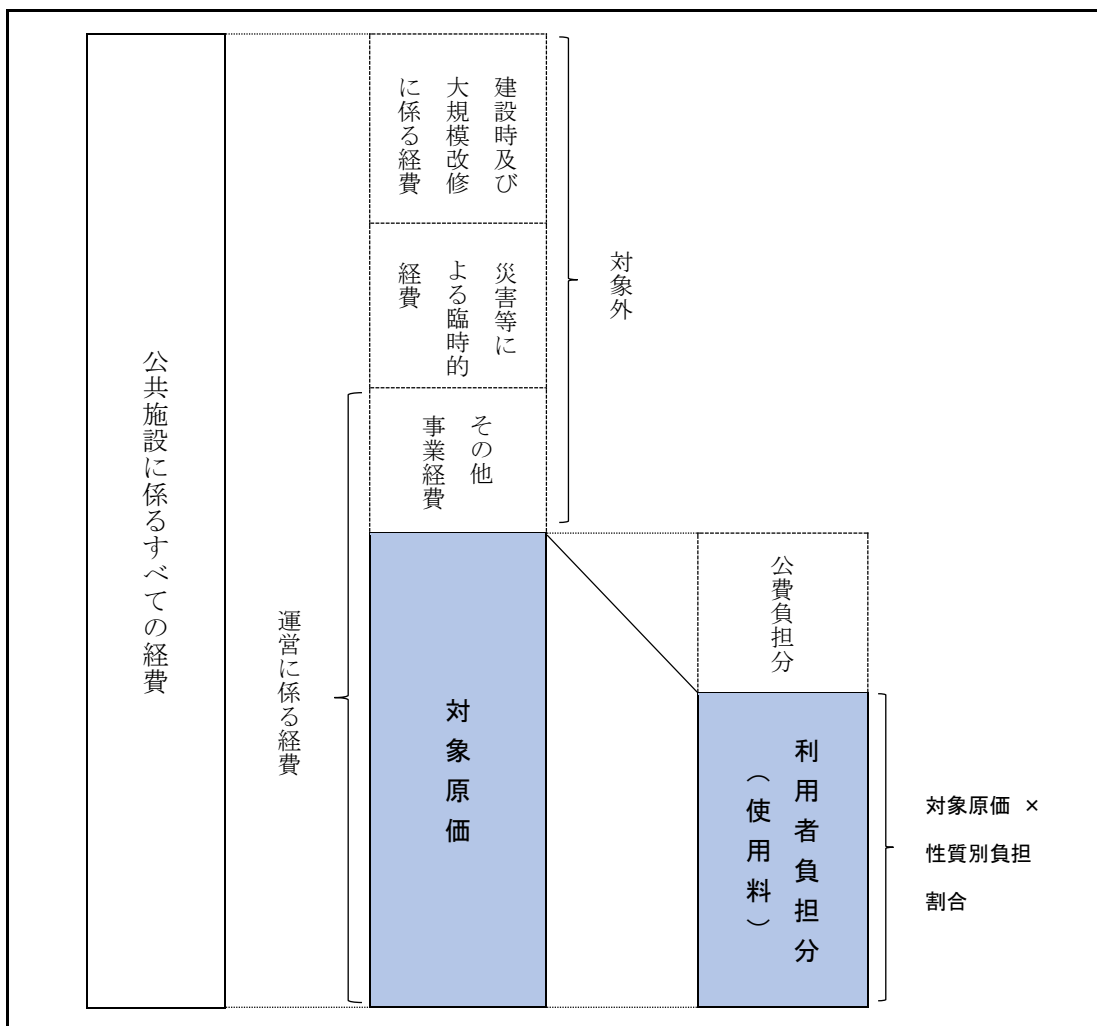 公共施設に係るすべての経費
運営に係る経費
建設時及び
大規模改修
に係る経費
災害等に
よる臨時的
経費
その他
事業経費
対象原価
対象外
公費負担分
利用者負担分
（使用料）
対象原価 ×
性質別負担
割合